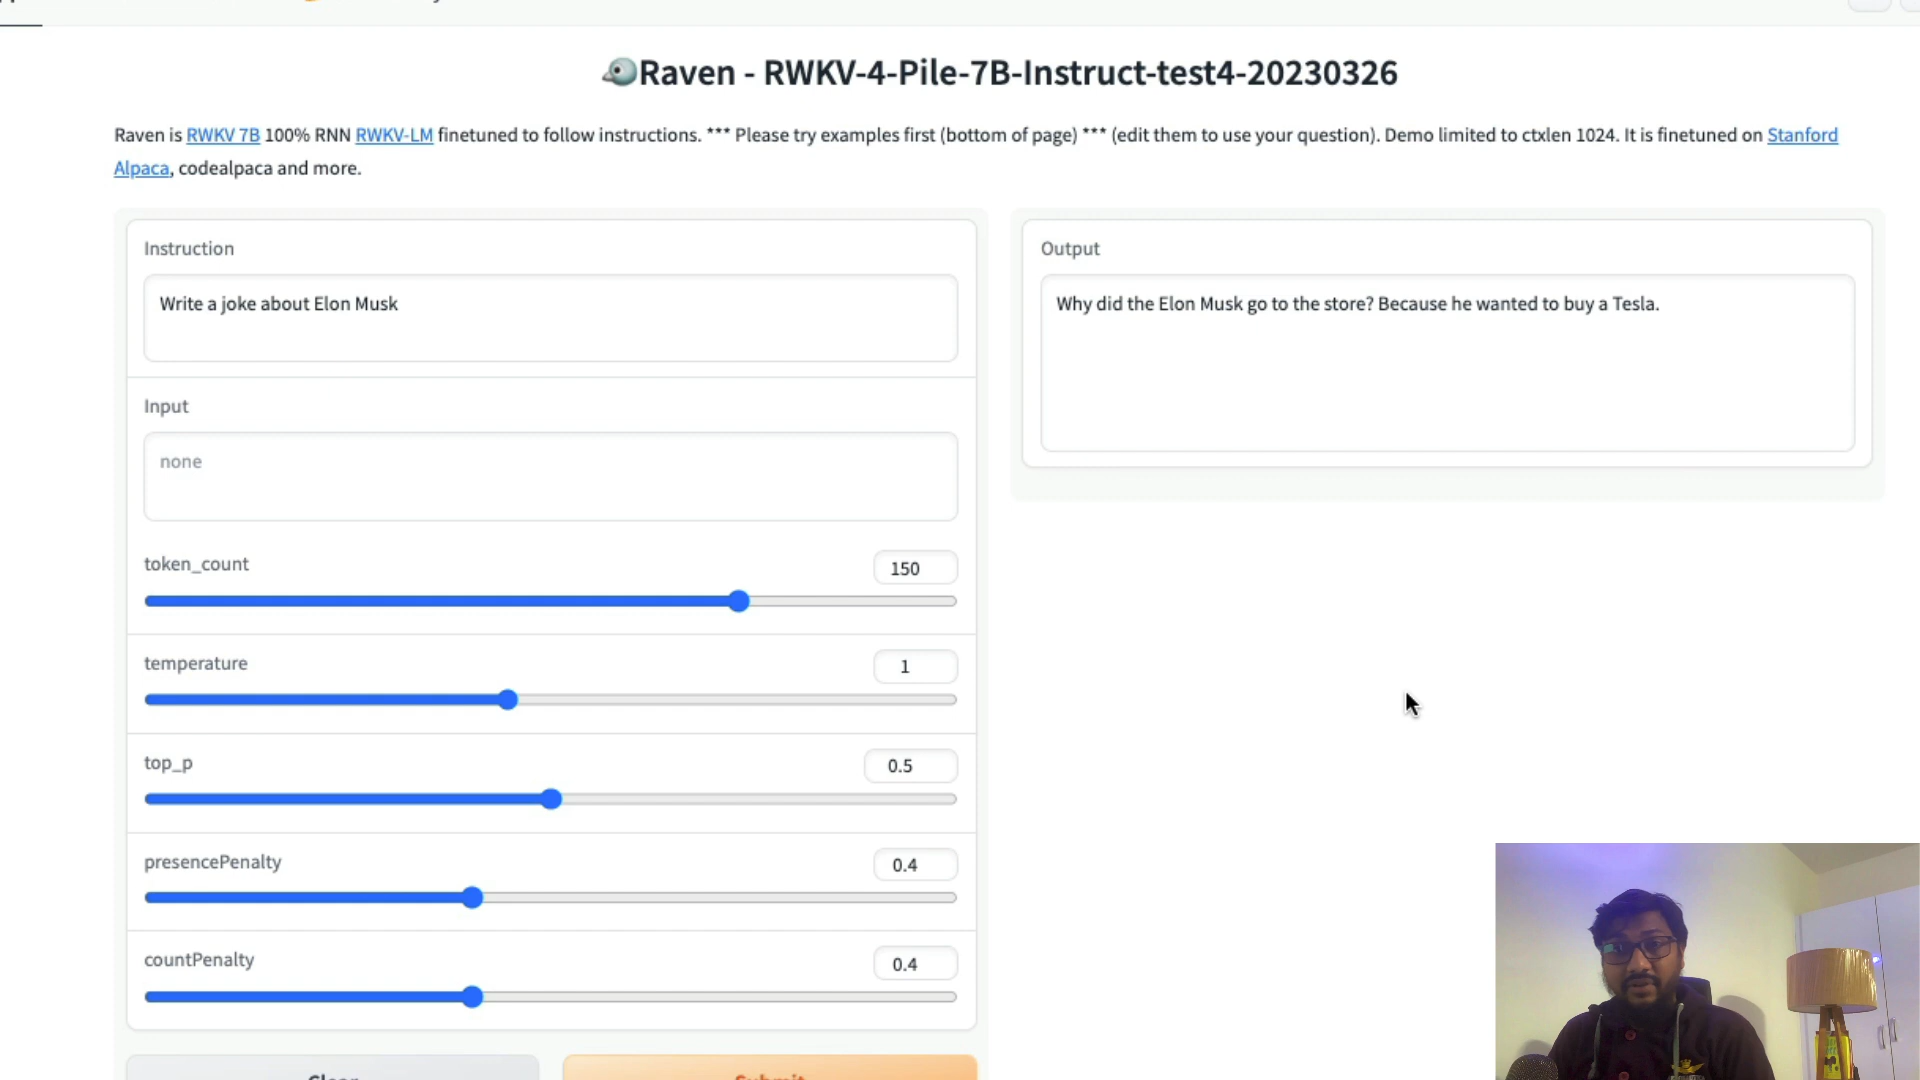 Raven - RWKV-4-Pile-7B-Instruct-test4-20230326
Raven is RWKV 7B 100% RNN RWKV-LM finetuned to follow instructions. *** Please try examples first (bottom of page) *** (edit them to use your question). Demo limited to ctxlen 1024. It is finetuned on Stanford
Alpaca, codealpaca and more.
Instruction
Write a joke about Elon Musk
Input
none
token_count
150
temperature
1
top_p
0.5
presencePenalty
0.4
countPenalty
0.4
Clear
Submit
Output
Why did the Elon Musk go to the store? Because he wanted to buy a Tesla.